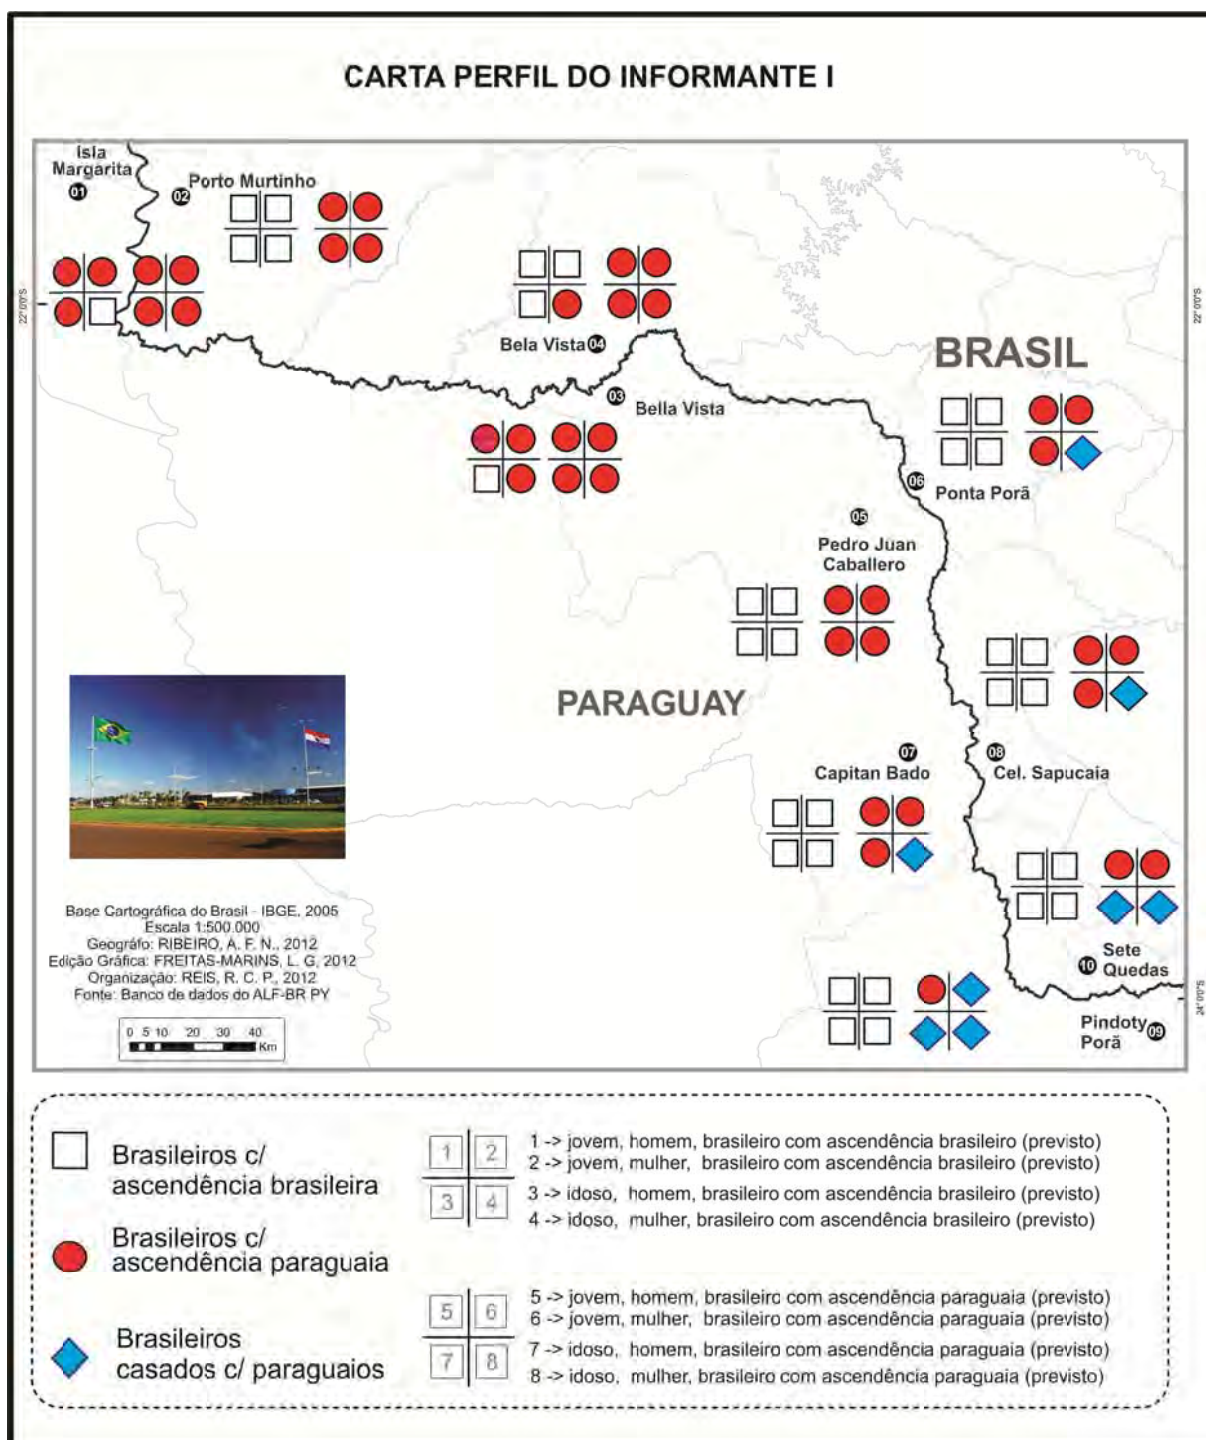 CARTA PERFIL DO INFORMANTE I
Isla
Margarita
01
02
Porto Murtinho
22°00'S
22°00'S
Bela Vista 04
BRASIL
03
Bella Vista
06
Ponta Porã
05
Pedro Juan
Caballero
PARAGUAY
07
Capitan Bado
08
Cel. Sapucaia
Base Cartográfica do Brasil - IBGE, 2005
Escala 1:500.000
Geográfo: RIBEIRO, A. F. N., 2012
Edição Gráfica: FREITAS-MARINS, L. G, 2012
Organização: REIS, R. C. P., 2012
Fonte: Banco de dados do ALF-BR PY
0 5 10 20 30 40
Km
10
Sete
Quedas
24°00'S
Pindoty
Porã
09
Brasileiros c/
ascendência brasileira
Brasileiros c/
ascendência paraguaia
Brasileiros
casados c/ paraguaios
1 2
3 4
1 -> jovem, homem, brasileiro com ascendência brasileiro (previsto)
2 -> jovem, mulher, brasileiro com ascendência brasileiro (previsto)
3 -> idoso, homem, brasileiro com ascendência brasileiro (previsto)
4 -> idoso, mulher, brasileiro com ascendência brasileiro (previsto)
5 6
7 8
5 -> jovem, homem, brasileiro com ascendência paraguaia (previsto)
6 -> jovem, mulher, brasileiro com ascendência paraguaia (previsto)
7 -> idoso, homem, brasileiro com ascendência paraguaia (previsto)
8 -> idoso, mulher, brasileiro com ascendência paraguaia (previsto)